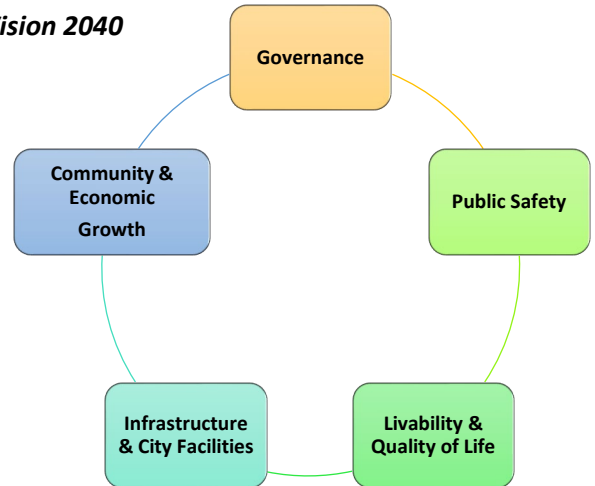 ision 2040
Governance
Community &
Economic
Growth
Public Safety
Infrastructure
& City Facilities
Livability &
Quality of Life